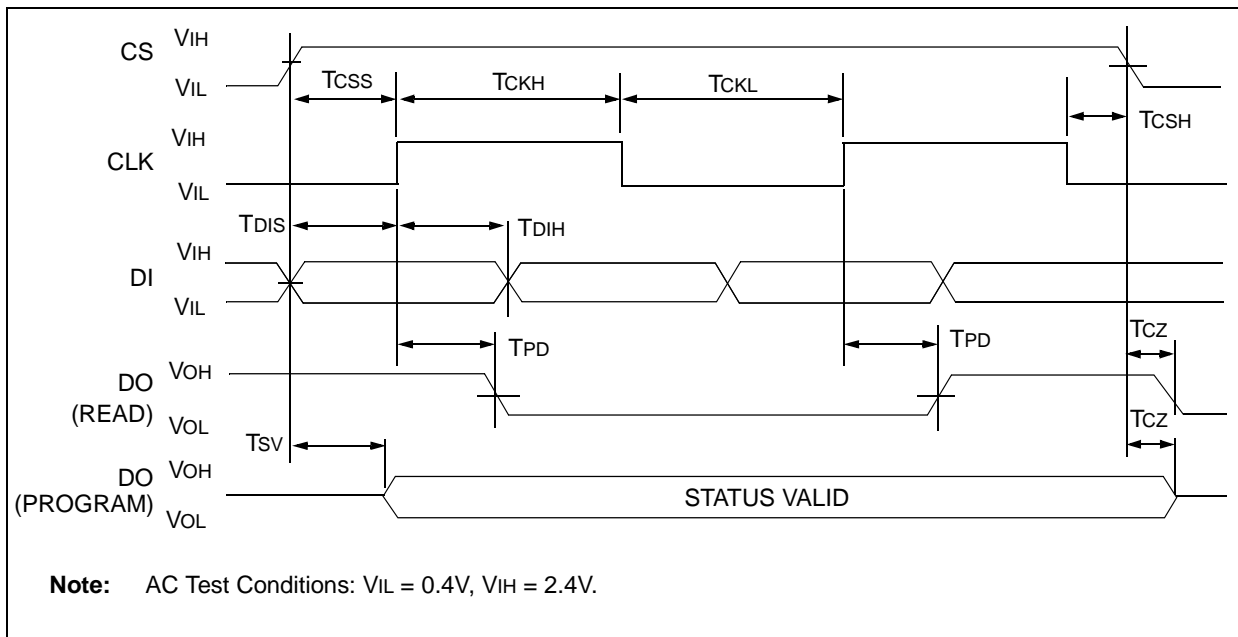 CS VIH
VIL
TCSS TCKH TCKL
TCSH
CLK VIH
VIL
TDIS TDIH
DI VIH
VIL
TPD TPD TCZ
DO (READ) VOH
VOL
TSV TCZ
DO (PROGRAM) VOH
VOL
STATUS VALID
Note: AC Test Conditions: VIL = 0.4V, VIH = 2.4V.